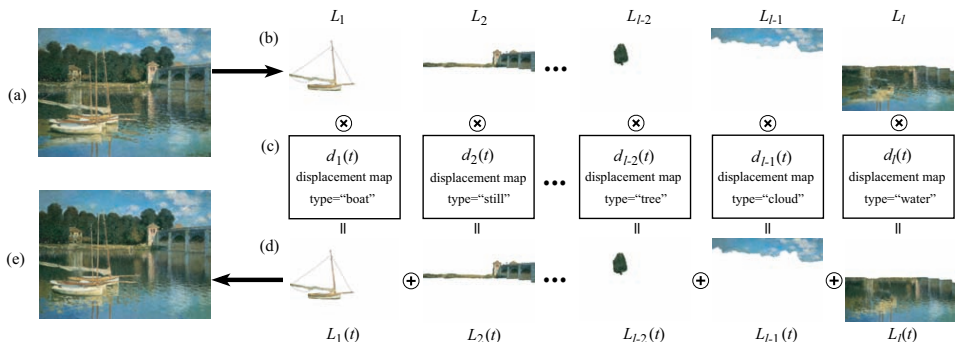 L₁ L₂ Lₗ₋₂ Lₗ₋₁ Lₗ
(b)
(a)
(c)
d₁(t) d₂(t) dₗ₋₂(t) dₗ₋₁(t) dₗ(t)
displacement map displacement map displacement map displacement map displacement map
type=“boat” type=“still” type=“tree” type=“cloud” type=“water”
(d)
(e)
L₁(t) L₂(t) Lₗ₋₂(t) Lₗ₋₁(t) Lₗ(t)